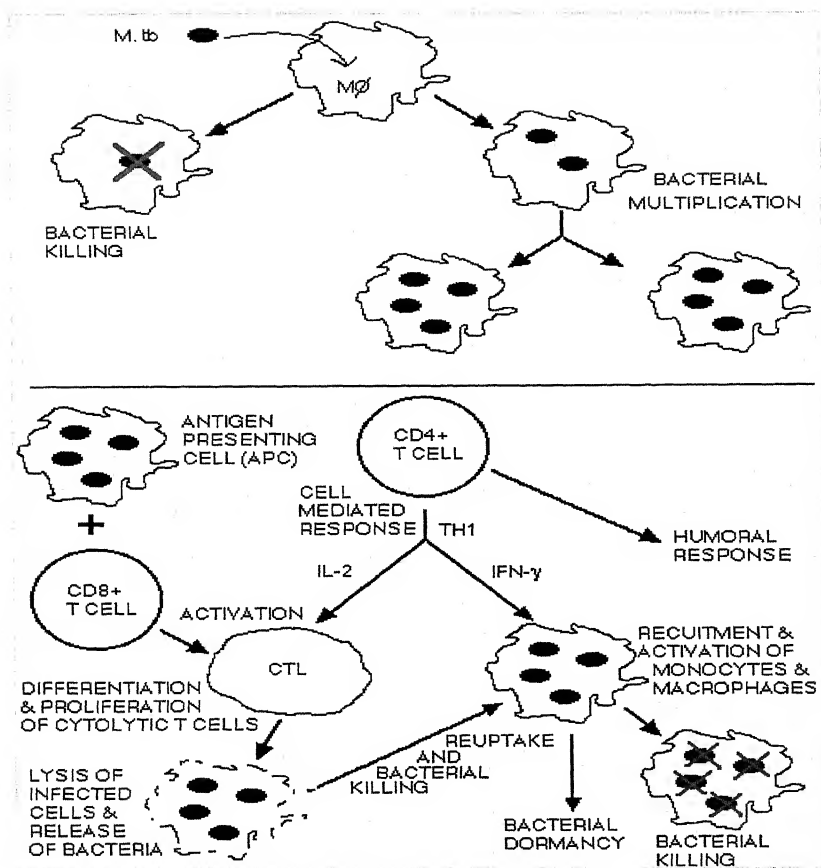 M. tb
MØ
BACTERIAL
KILLING
BACTERIAL
MULTIPLICATION
ANTIGEN
PRESENTING
CELL (APC)
+
CD8+
T CELL
CD4+
T CELL
CELL
MEDIATED
RESPONSE
TH1
HUMORAL
RESPONSE
IL-2
IFN-γ
ACTIVATION
CTL
DIFFERENTIATION
& PROLIFERATION
OF CYTOLYTIC T CELLS
RECUITMENT &
ACTIVATION OF
MONOCYTES &
MACROPHAGES
LYSIS OF
INFECTED
CELLS &
RELEASE
OF BACTERIA
REUPTAKE
AND
BACTERIAL
KILLING
BACTERIAL
DORMANCY
BACTERIAL
KILLING